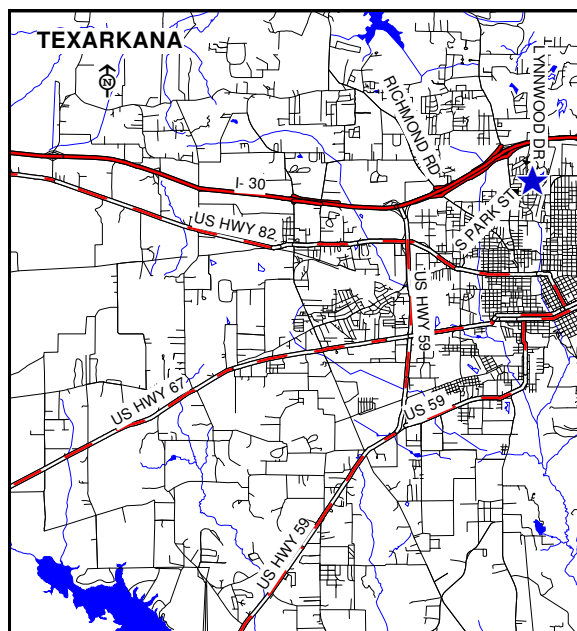 TEXARKANA
N
LYNNWOOD DR
RICHMOND RD
I- 30
S PARK ST
US HWY 82
US HWY 59
US HWY 67
US 59
US HWY 59